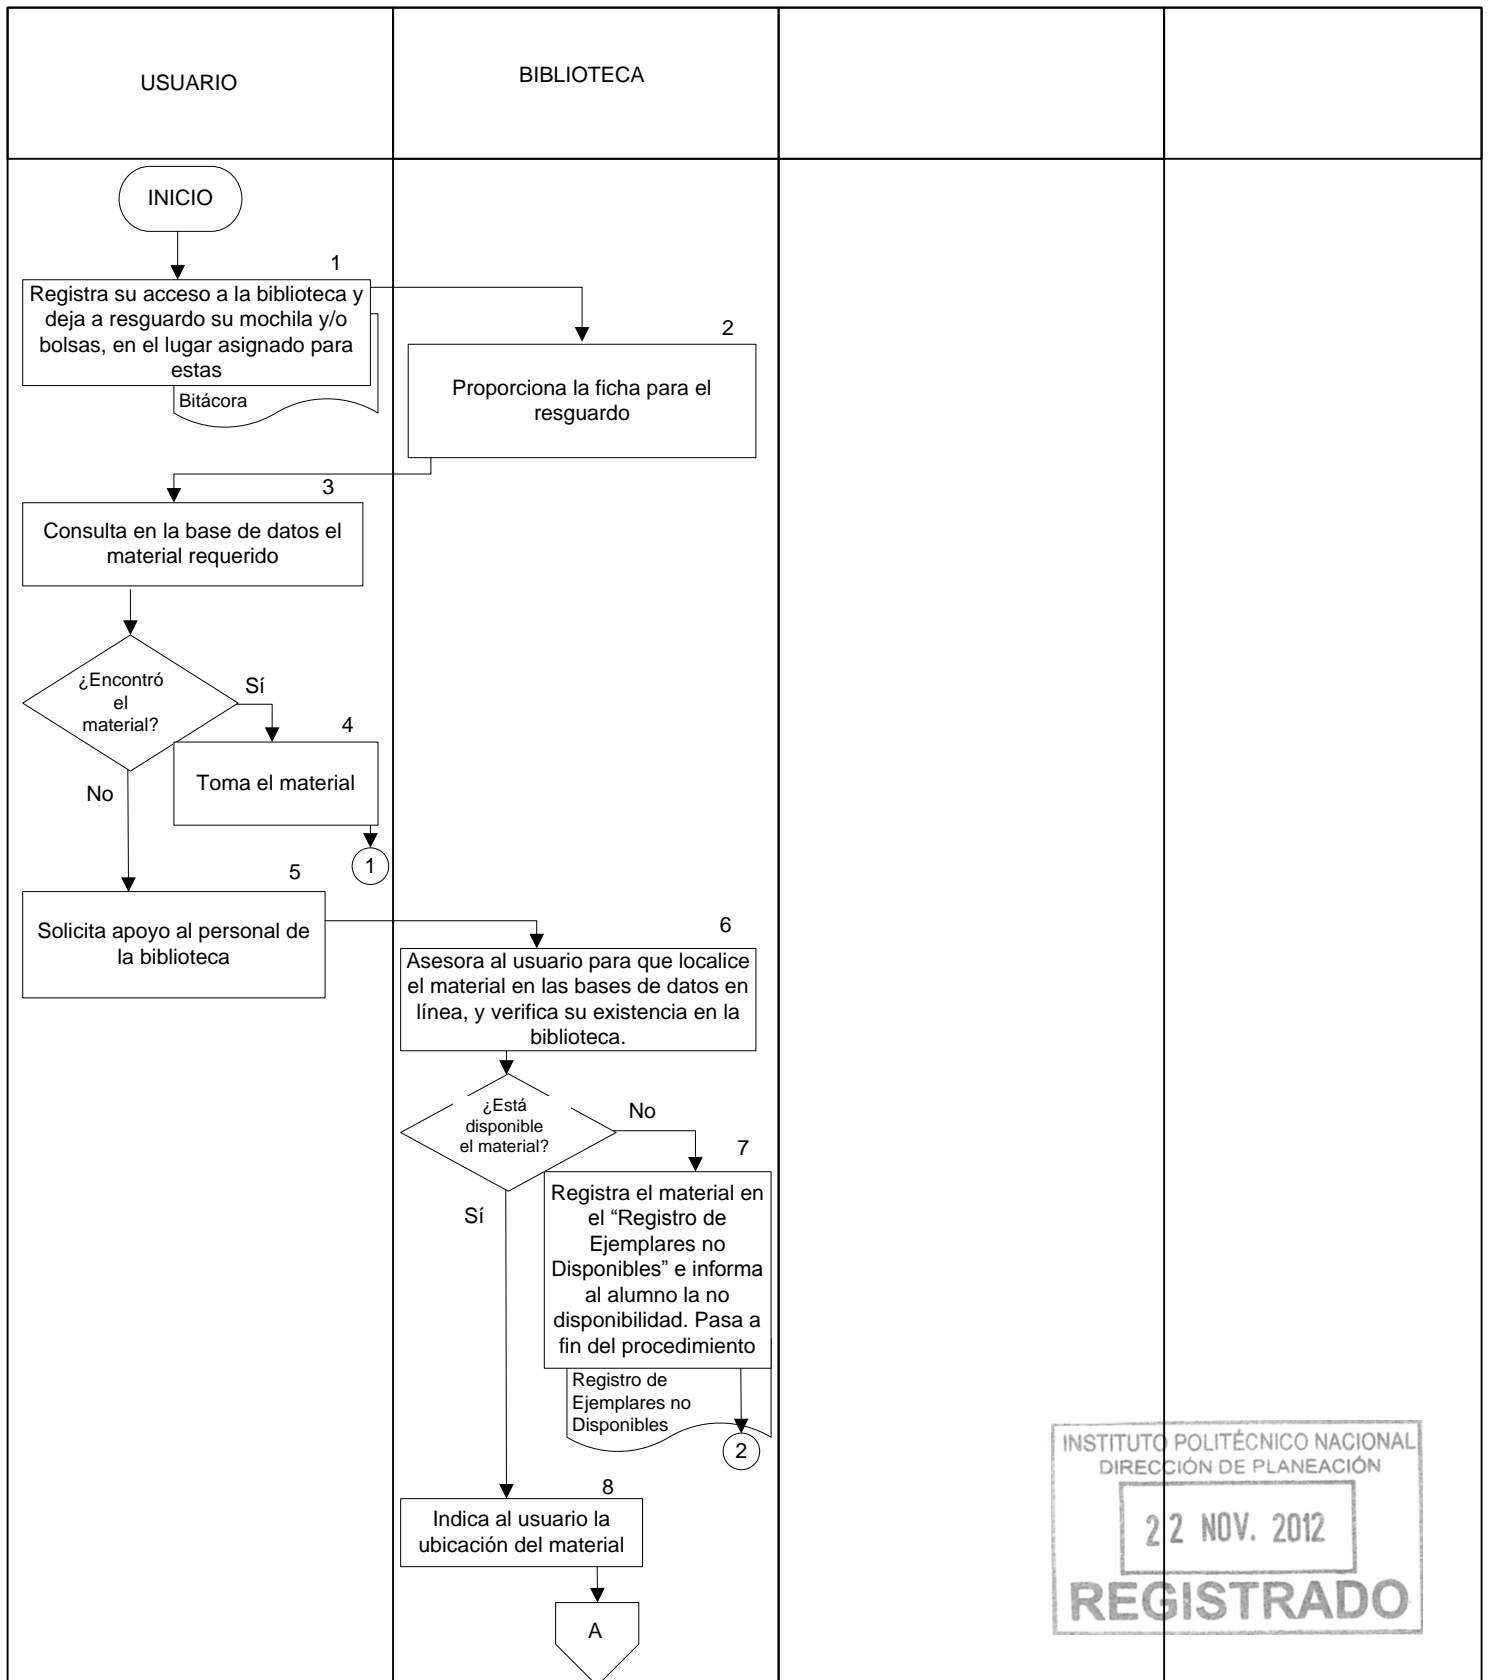 USUARIO
BIBLIOTECA
INICIO
1
Registra su acceso a la biblioteca y
deja a resguardo su mochila y/o
bolsas, en el lugar asignado para
estas
Bitácora
2
Proporciona la ficha para el
resguardo
3
Consulta en la base de datos el
material requerido
¿Encontró
el
material?
Sí
No
4
Toma el material
1
5
Solicita apoyo al personal de
la biblioteca
6
Asesora al usuario para que localice
el material en las bases de datos en
línea, y verifica su existencia en la
biblioteca.
¿Está
disponible
el material?
No
Sí
7
Registra el material en
el “Registro de
Ejemplares no
Disponibles” e informa
al alumno la no
disponibilidad. Pasa a
fin del procedimiento
Registro de
Ejemplares no
Disponibles
2
8
Indica al usuario la
ubicación del material
A
INSTITUTO POLITÉCNICO NACIONAL
DIRECCIÓN DE PLANEACIÓN
22 NOV. 2012
REGISTRADO